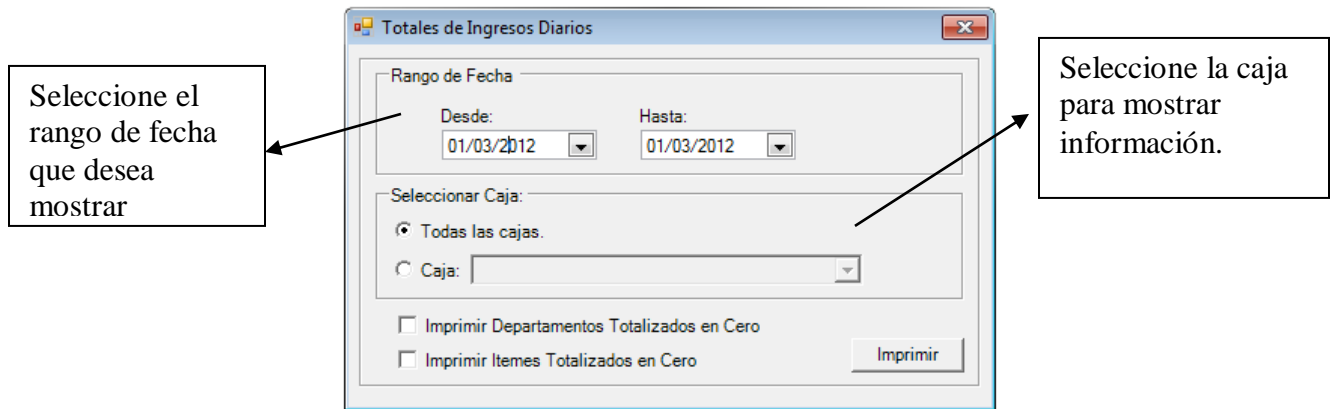 Totales de Ingresos Diarios
Seleccione el
rango de fecha
que desea
mostrar
Rango de Fecha
Desde:
Hasta:
01/03/2012
01/03/2012
Seleccione la caja
para mostrar
información.
Seleccionar Caja:
Todas las cajas.
Caja:
Imprimir Departamentos Totalizados en Cero
Imprimir Itemes Totalizados en Cero
Imprimir